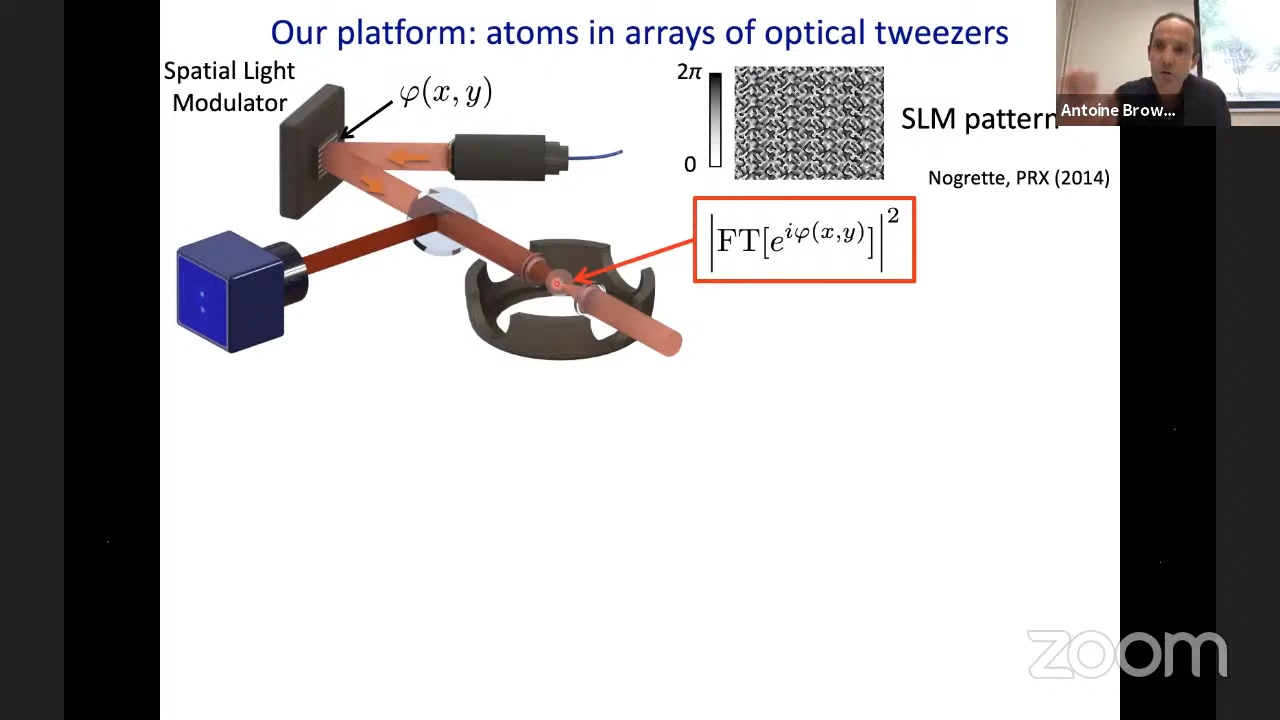 Our platform: atoms in arrays of optical tweezers
Spatial Light
Modulator
φ(x, y)
2π
0
SLM pattern
Nogrette, PRX (2014)
|FT[e^{iφ(x,y)}]|^2
Antoine Brow...
zoom